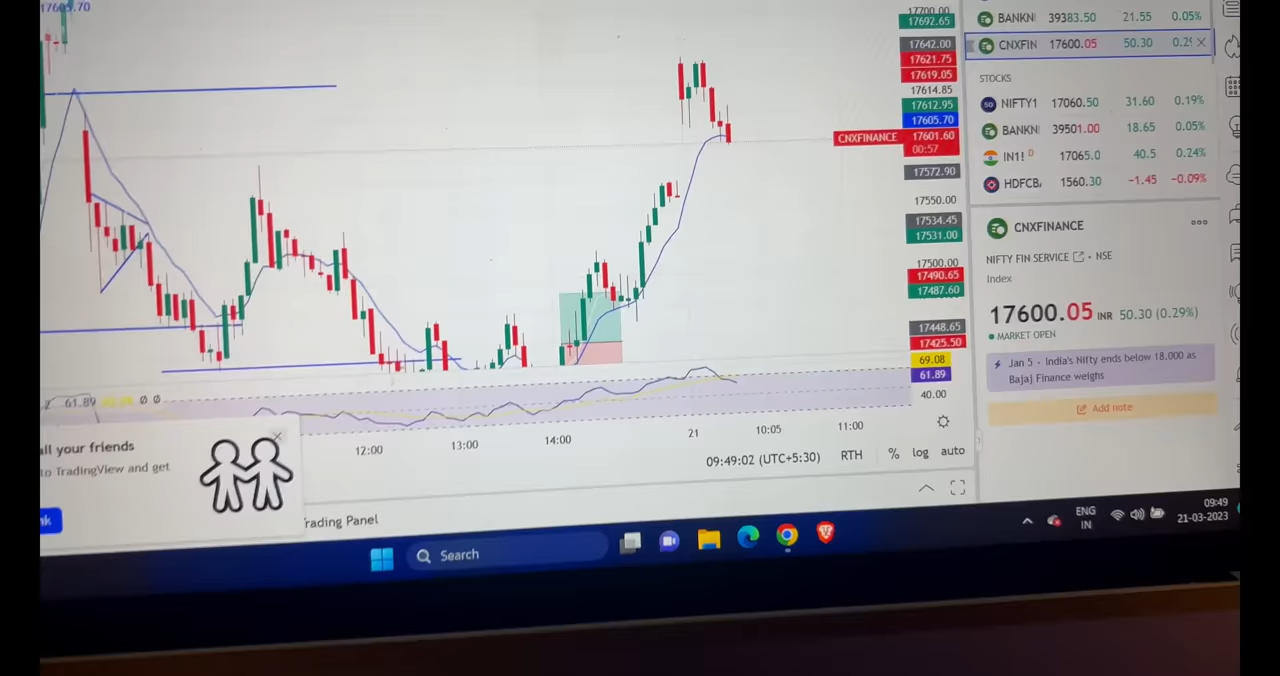 17605.70
17700.00
17692.65
17642.00
17621.75
17619.05
17614.85
17612.95
17605.70
CNXFINANCE 17601.60
00:57
17572.90
17550.00
17534.45
17531.00
17500.00
17490.65
17487.60
17448.65
17425.50
69.08
61.89
40.00
61.89
12:00 13:00 14:00 21 10:05 11:00
09:49:02 (UTC+5:30) RTH % log auto
all your friends
to TradingView and get
Trading Panel
BANKN 39383.50 21.55 0.05%
CNXFIN 17600.05 50.30 0.29
STOCKS
NIFTY1 17060.50 31.60 0.19%
BANKN 39501.00 18.65 0.05%
IN1! D 17065.0 40.5 0.24%
HDFCB 1560.30 −1.45 −0.09%
CNXFINANCE
NIFTY FIN SERVICE • NSE
Index
17600.05 INR 50.30 (0.29%)
MARKET OPEN
Jan 5 • India's Nifty ends below 18,000 as
Bajaj Finance weighs
Add note
Search
ENG
IN
09:49
21-03-2023